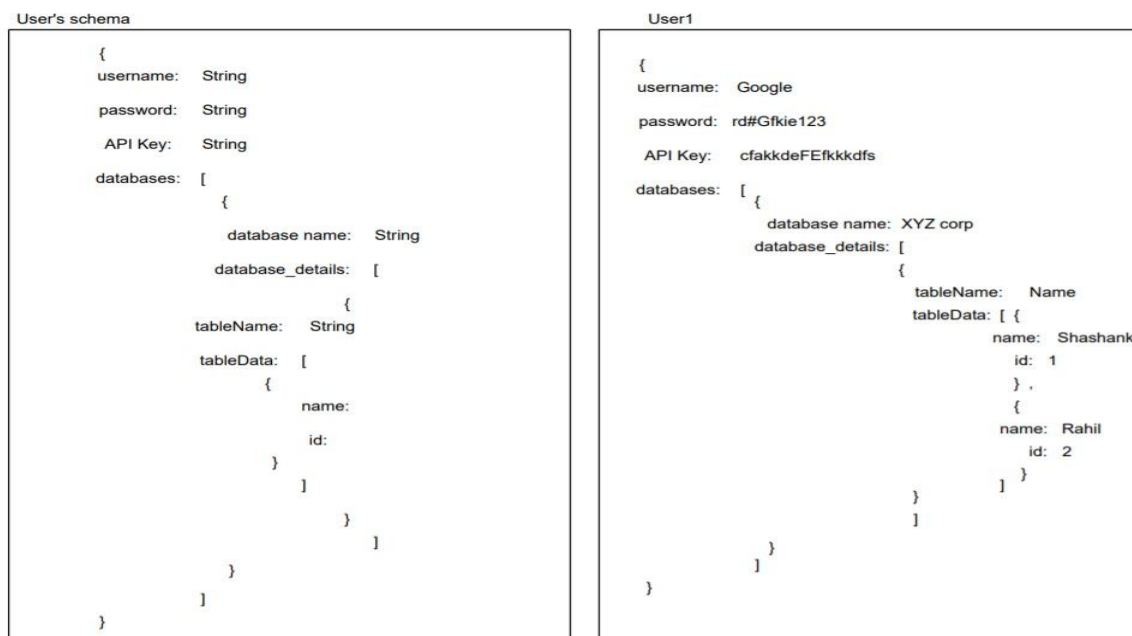 User's schema
{
username: String
password: String
API Key: String
databases: [
{
database name: String
database_details: [
{
tableName: String
tableData: [
{
name:
id:
}
]
}
]
}
]
}
User1
{
username: Google
password: rd#Gfkie123
API Key: cfakkdeFEfkkkdfs
databases: [
{
database name: XYZ corp
database_details: [
{
tableName: Name
tableData: [ {
name: Shashank
id: 1
} ,
{
name: Rahil
id: 2
}
]
}
]
}
]
}